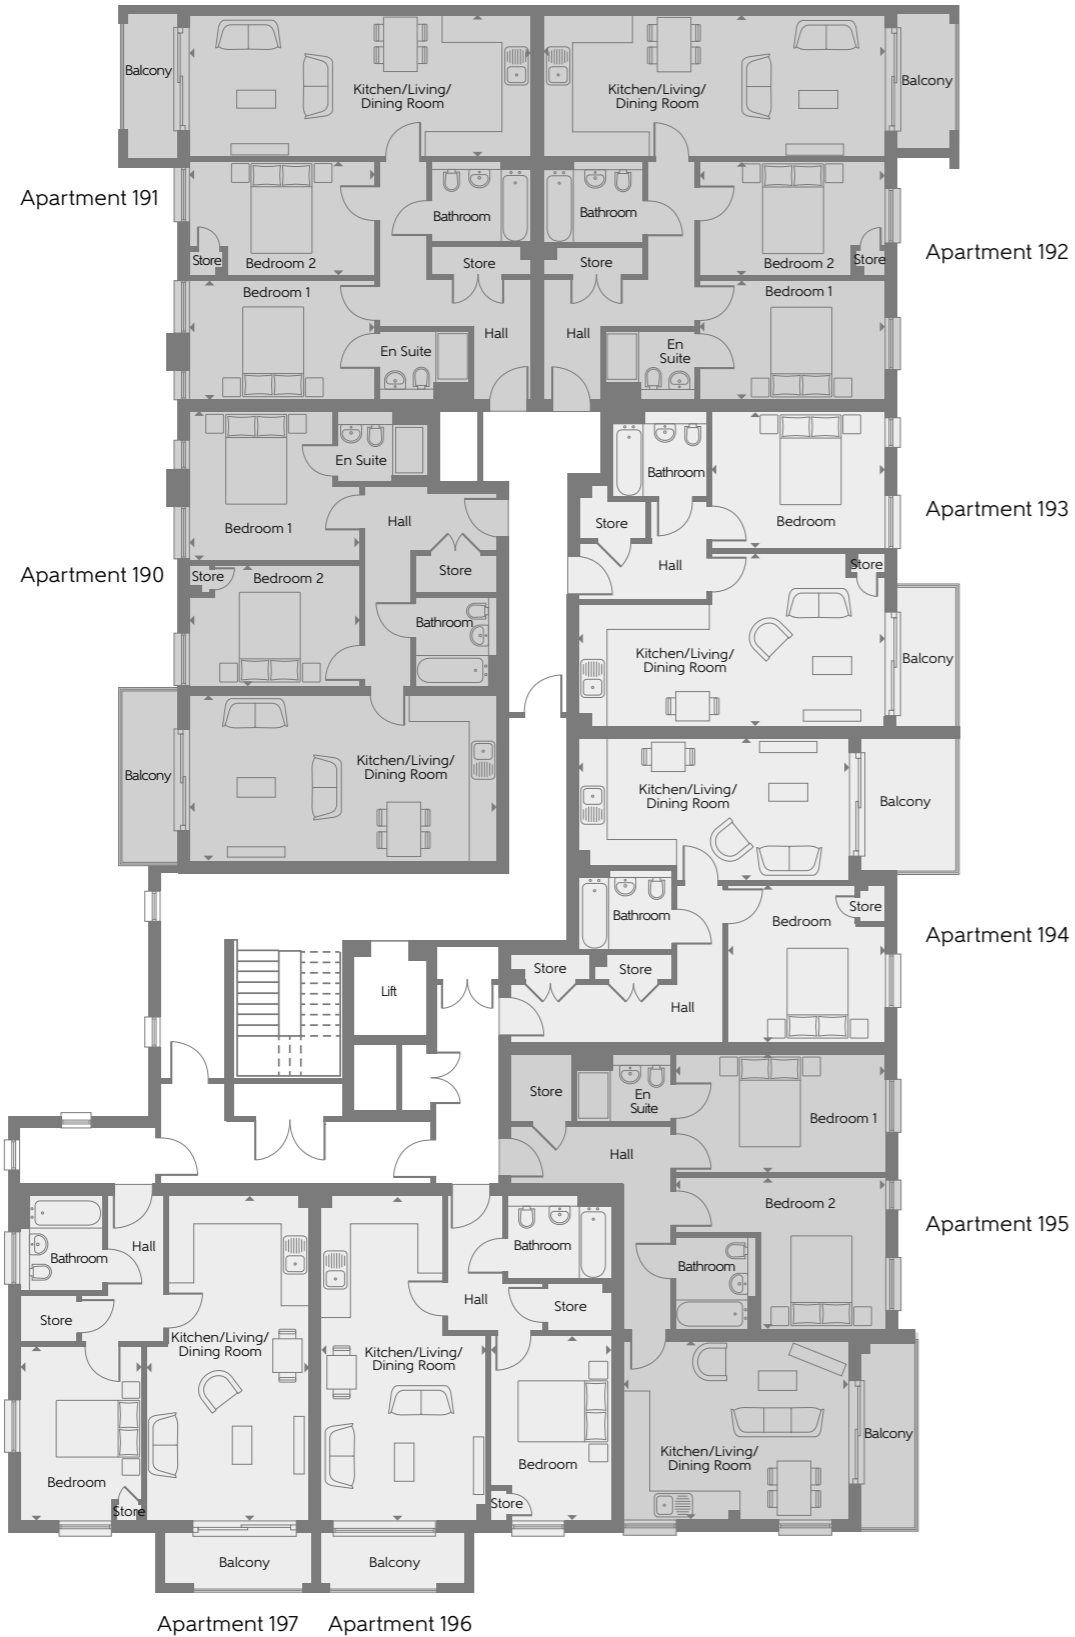 Balcony
Kitchen/Living/
Dining Room
Kitchen/Living/
Dining Room
Balcony
Apartment 191
Bathroom
Bathroom
Store
Bedroom 2
Store
Store
Bedroom 2
Store
Apartment 192
Bedroom 1
Hall
Hall
Bedroom 1
En Suite
En
Suite
En Suite
Bathroom
Bedroom 1
Hall
Store
Bedroom
Apartment 193
Apartment 190
Store
Bedroom 2
Store
Hall
Store
Bathroom
Kitchen/Living/
Dining Room
Balcony
Balcony
Kitchen/Living/
Dining Room
Kitchen/Living/
Dining Room
Balcony
Bathroom
Bedroom
Store
Apartment 194
Lift
Store
Store
Hall
Store
En
Suite
Bedroom 1
Hall
Bedroom 2
Apartment 195
Bathroom
Hall
Bathroom
Store
Hall
Bathroom
Store
Kitchen/Living/
Dining Room
Kitchen/Living/
Dining Room
Bedroom
Store
Bedroom
Store
Kitchen/Living/
Dining Room
Balcony
Balcony
Balcony
Apartment 197
Apartment 196